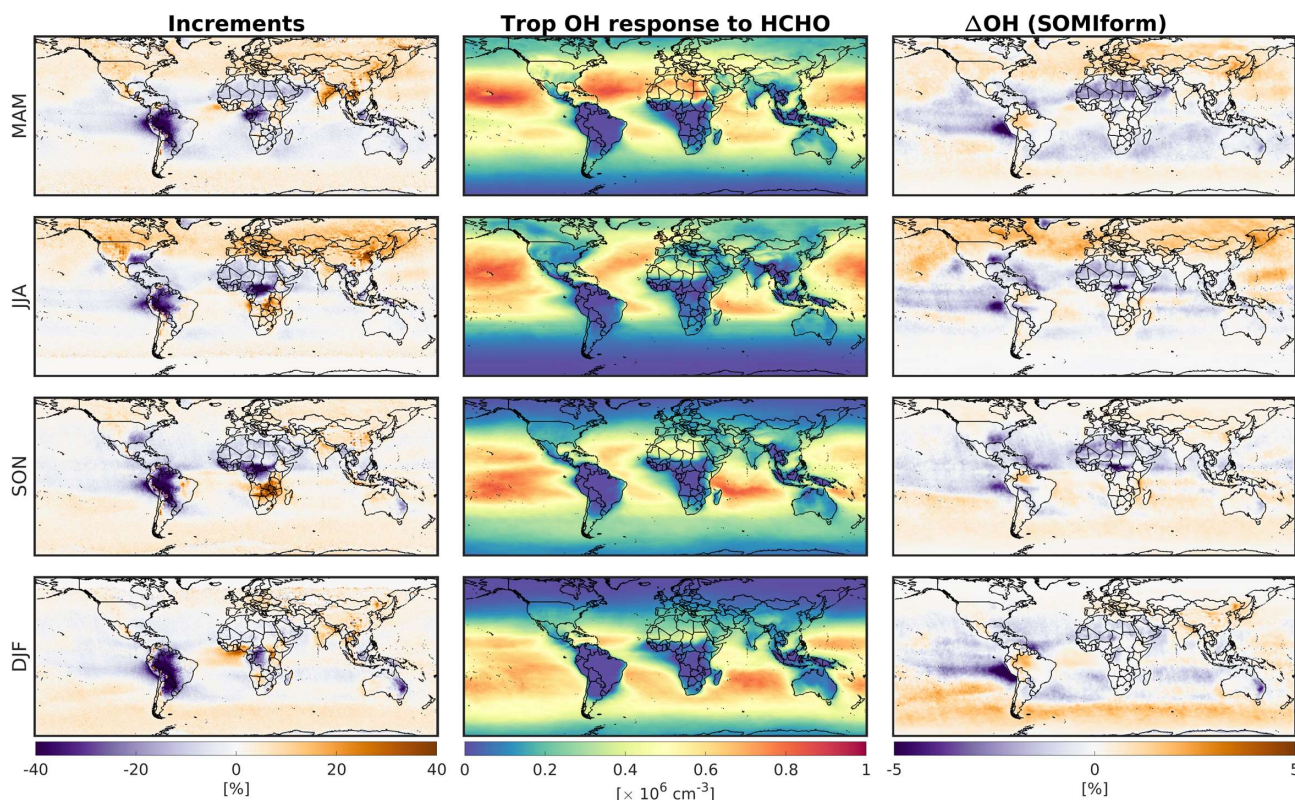 Increments Trop OH response to HCHO ΔOH (SOMIform)
MAM
JJA
SON
DJF
-40 -20 0 20 40 0 0.2 0.4 0.6 0.8 1 -5 0 5
[%] [× 10⁶ cm⁻³] [%]